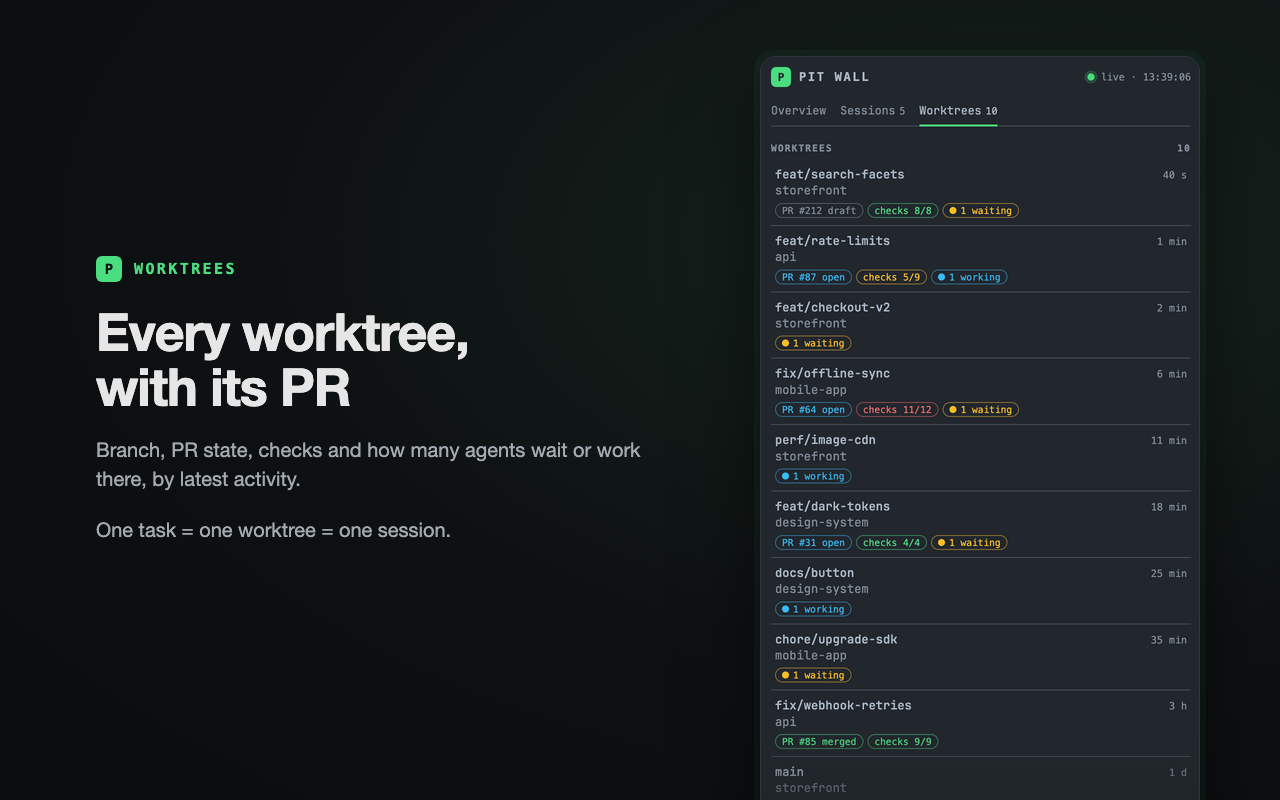 P WORKTREES
Every worktree,
with its PR
Branch, PR state, checks and how many agents wait or work
there, by latest activity.
One task = one worktree = one session.
P PIT WALL
live · 13:39:06
Overview Sessions 5 Worktrees 10
WORKTREES 10
feat/search-facets 40 s
storefront
PR #212 draft checks 8/8 1 waiting
feat/rate-limits 1 min
api
PR #87 open checks 5/9 1 working
feat/checkout-v2 2 min
storefront
1 waiting
fix/offline-sync 6 min
mobile-app
PR #64 open checks 11/12 1 waiting
perf/image-cdn 11 min
storefront
1 working
feat/dark-tokens 18 min
design-system
PR #31 open checks 4/4 1 waiting
docs/button 25 min
design-system
1 working
chore/upgrade-sdk 35 min
mobile-app
1 waiting
fix/webhook-retries 3 h
api
PR #85 merged checks 9/9
main 1 d
storefront